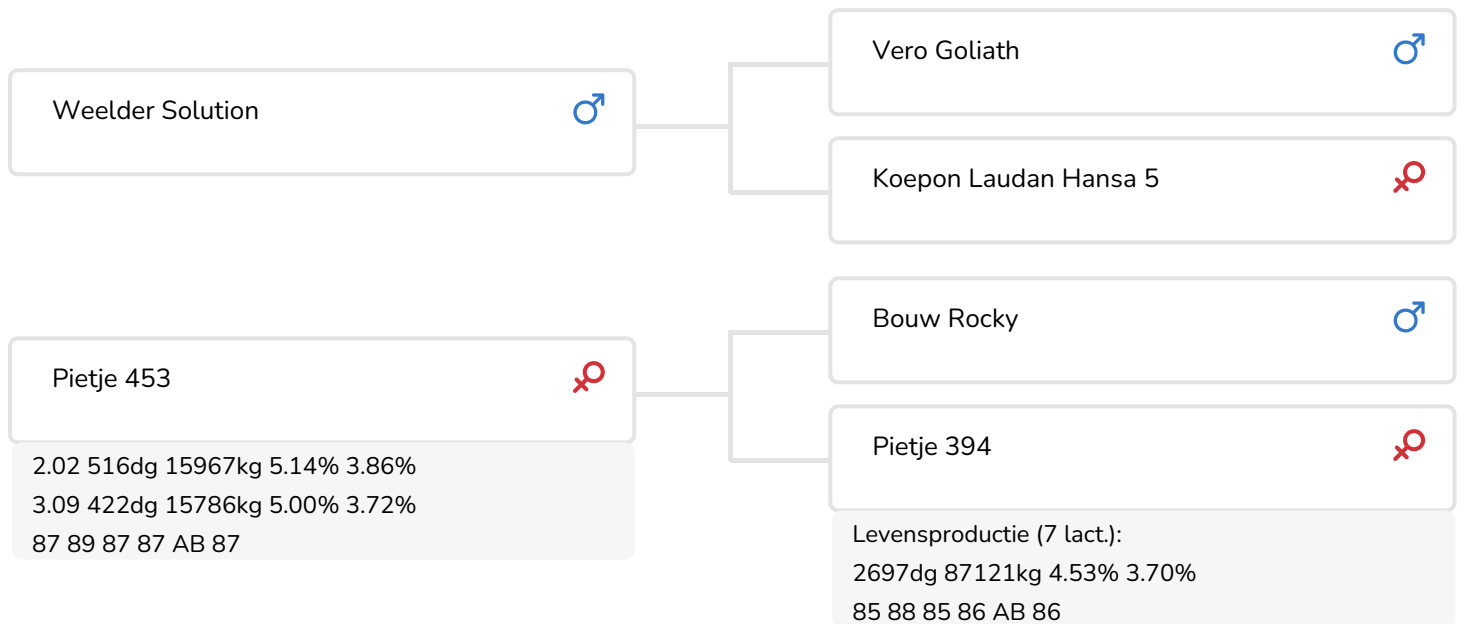 Weelder Solution
Vero Goliath
Koepon Laudan Hansa 5
Pietje 453
2.02 516dg 15967kg 5.14% 3.86%
3.09 422dg 15786kg 5.00% 3.72%
87 89 87 87 AB 87
Bouw Rocky
Pietje 394
Levensproductie (7 lact.):
2697dg 87121kg 4.53% 3.70%
85 88 85 86 AB 86